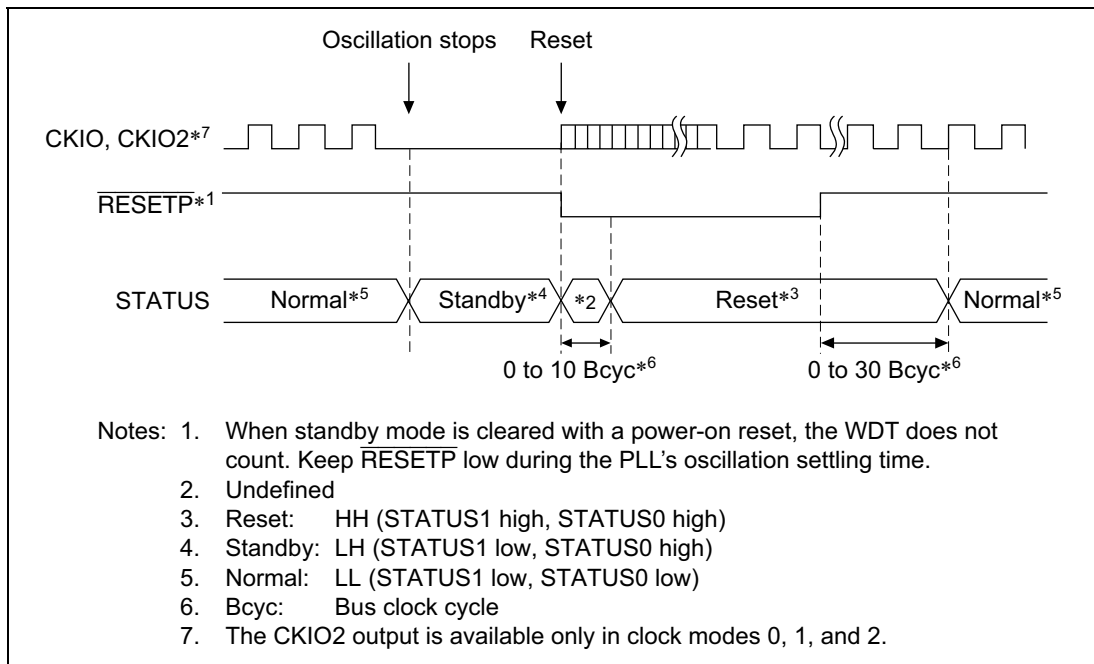 Oscillation stops Reset
CKIO, CKIO2*7
RESETP*1
STATUS Normal*5 Standby*4 *2 Reset*3 Normal*5
0 to 10 Bcyc*6 0 to 30 Bcyc*6
Notes: 1. When standby mode is cleared with a power-on reset, the WDT does not
count. Keep RESETP low during the PLL's oscillation settling time.
2. Undefined
3. Reset: HH (STATUS1 high, STATUS0 high)
4. Standby: LH (STATUS1 low, STATUS0 high)
5. Normal: LL (STATUS1 low, STATUS0 low)
6. Bcyc: Bus clock cycle
7. The CKIO2 output is available only in clock modes 0, 1, and 2.